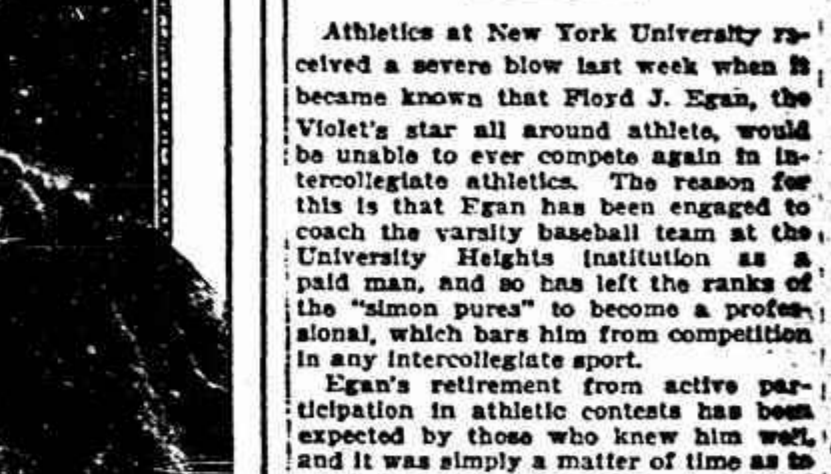 Athletics at New York University re-
ceived a severe blow last week when it
became known that Floyd J. Egan, the
Violet's star all around athlete, would
be unable to ever compete again in in-
tercollegiate athletics. The reason for
this is that Egan has been engaged to
coach the varsity baseball team at the
University Heights institution as a
paid man, and so has left the ranks of
the "simon pures" to become a profes-
sional, which bars him from competition
in any intercollegiate sport.
Egan's retirement from active par-
ticipation in athletic contests has been
expected by those who knew him well,
and it was simply a matter of time as to